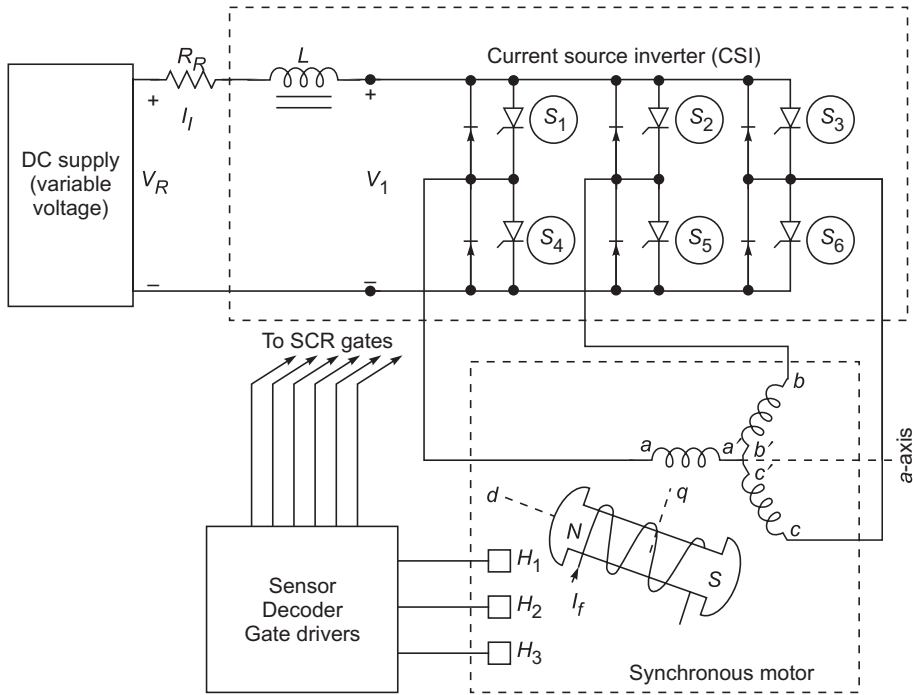 Current source inverter (CSI)
R_R
L
+
I_I
+
DC supply
(variable
voltage)
V_R
V_1
S_1
S_2
S_3
S_4
S_5
S_6
–
–
To SCR gates
b
a
a′
b′
c′
c
a-axis
d
q
N
S
I_f
Sensor
Decoder
Gate drivers
H_1
H_2
H_3
Synchronous motor